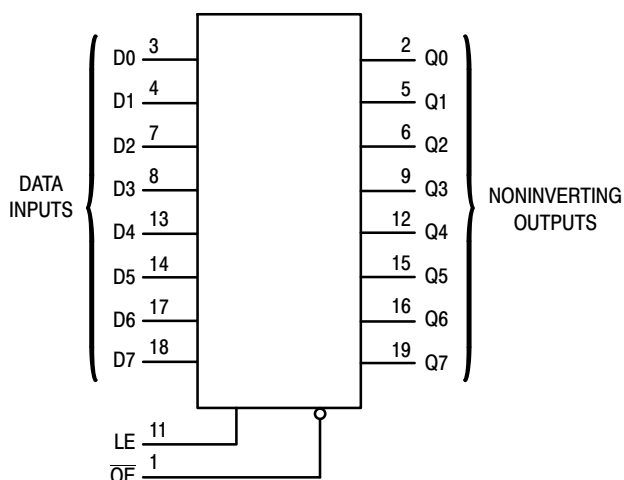 D0 3
D1 4
D2 7
D3 8
D4 13
D5 14
D6 17
D7 18
DATA
INPUTS
2 Q0
5 Q1
6 Q2
9 Q3
12 Q4
15 Q5
16 Q6
19 Q7
NONINVERTING
OUTPUTS
LE 11
O̅E̅ 1